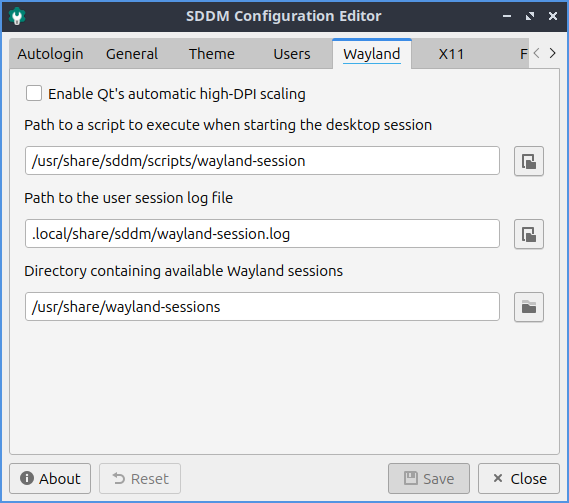 SDDM Configuration Editor
Autologin General Theme Users Wayland X11 F
Enable Qt's automatic high-DPI scaling
Path to a script to execute when starting the desktop session
/usr/share/sddm/scripts/wayland-session
Path to the user session log file
.local/share/sddm/wayland-session.log
Directory containing available Wayland sessions
/usr/share/wayland-sessions
About Reset Save Close